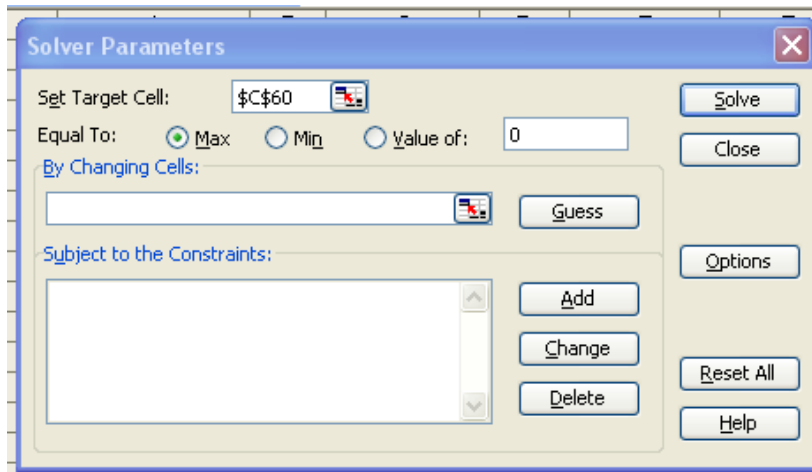 Solver Parameters
Set Target Cell: $C$60 Solve
Equal To: Max Min Value of: 0 Close
By Changing Cells:
Guess
Subject to the Constraints: Options
Add
Change
Reset All
Delete
Help